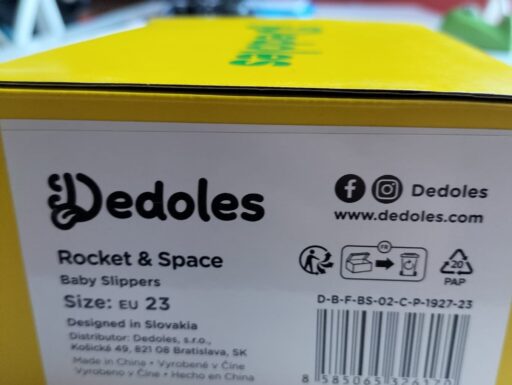 Dedoles
Dedoles
www.dedoles.com
Rocket & Space
Baby Slippers
Size: EU 23
FR
20
PAP
D-B-F-BS-02-C-P-1927-23
Designed in Slovakia
Distributor: Dedoles, s.r.o.,
Košické 49, 821 08 Bratislava, SK
Made in China • Vyrobené v Číne
Vyrobeno v Číně • Hecho en China